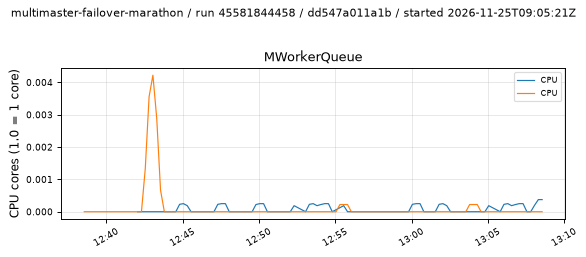 multimaster-failover-marathon / run 45581844458 / dd547a011a1b / started 2026-11-25T09:05:21Z
MWorkerQueue
CPU cores (1.0 = 1 core)
0.004
0.003
0.002
0.001
0.000
CPU
CPU
12:40
12:45
12:50
12:55
13:00
13:05
13:10